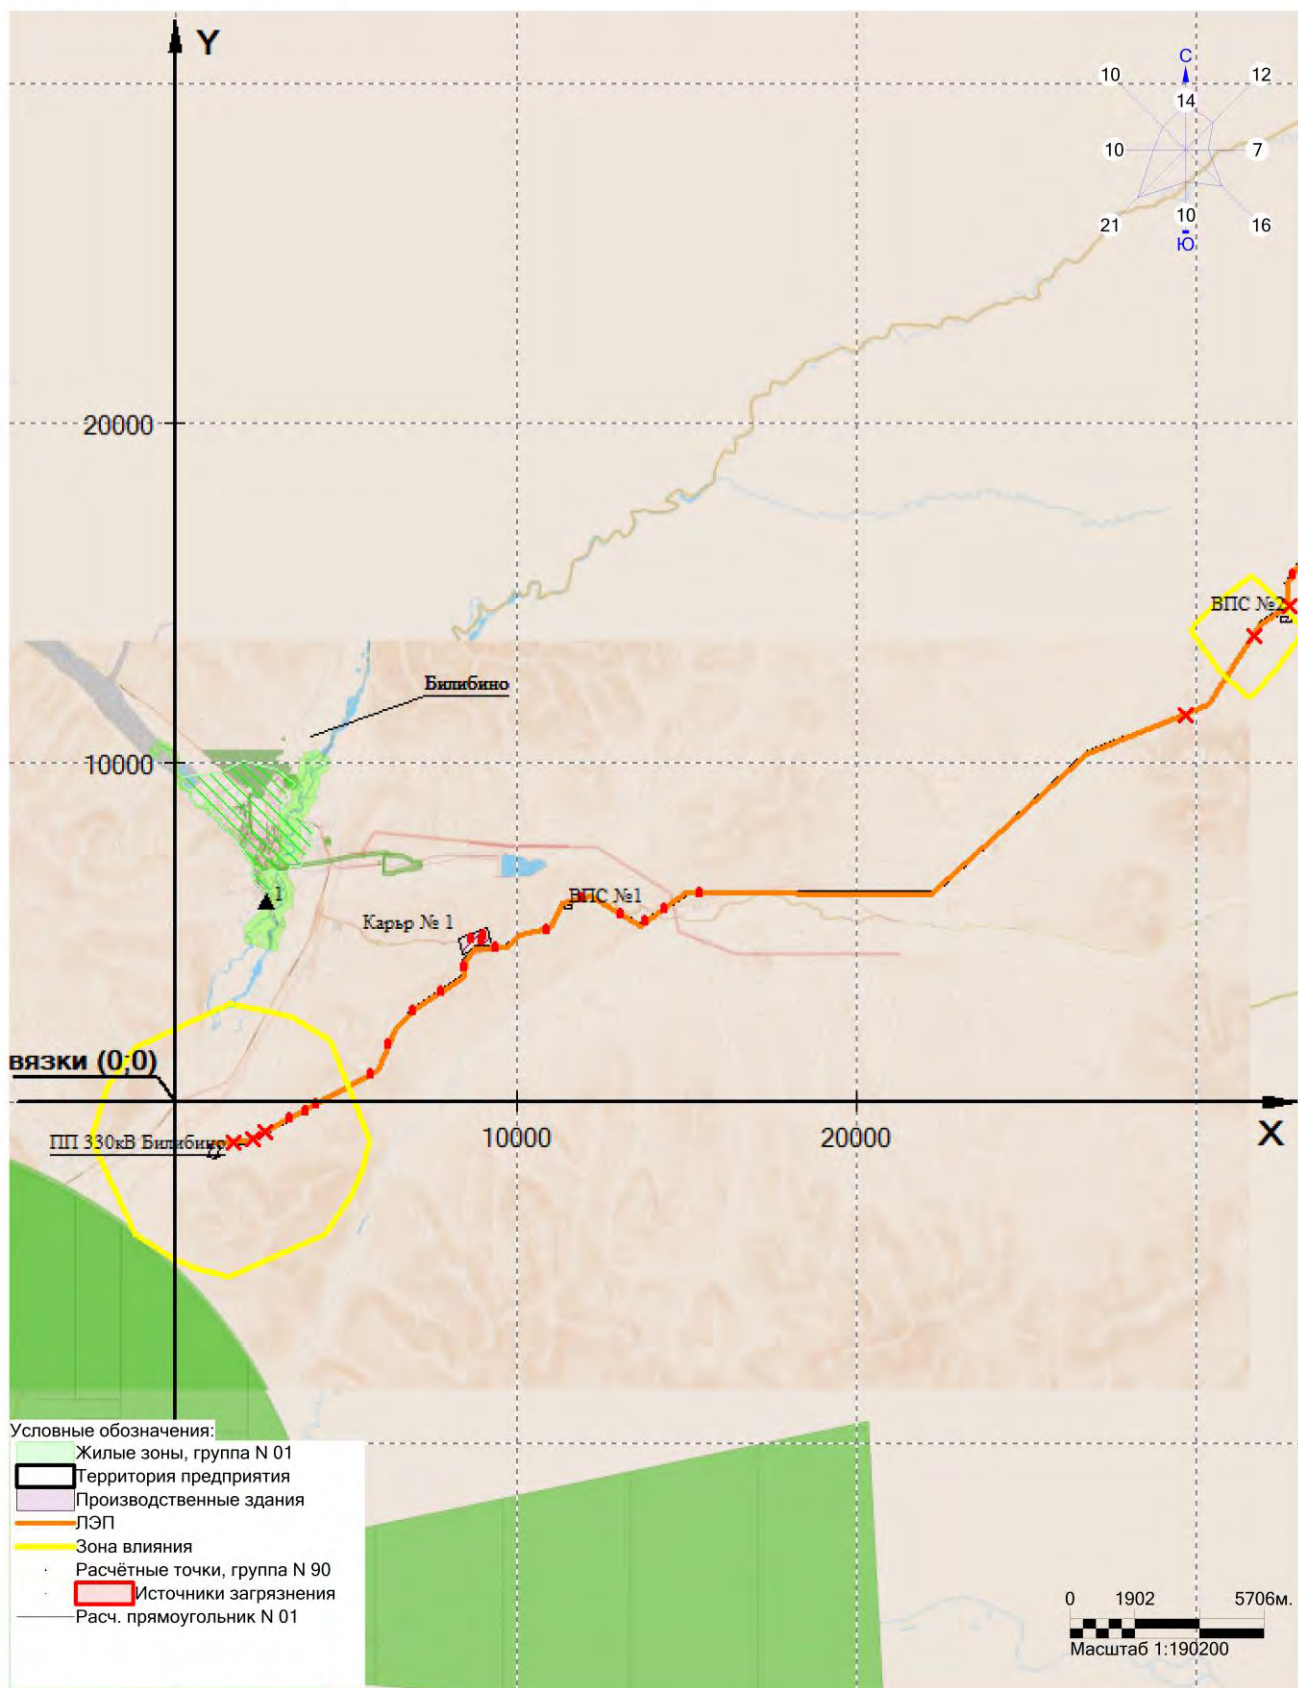 Y
С
10
12
14
10
7
21
10
16
Ю
20000
ВПС №2
Билибино
10000
1
ВПС №1
Карьр № 1
вязки (0;0)
ПП 330кВ Билибино
10000
20000
X
Условные обозначения:
Жилые зоны, группа N 01
Территория предприятия
Производственные здания
ЛЭП
Зона влияния
Расчётные точки, группа N 90
Источники загрязнения
Расч. прямоугольник N 01
0 1902 5706м.
Масштаб 1:190200